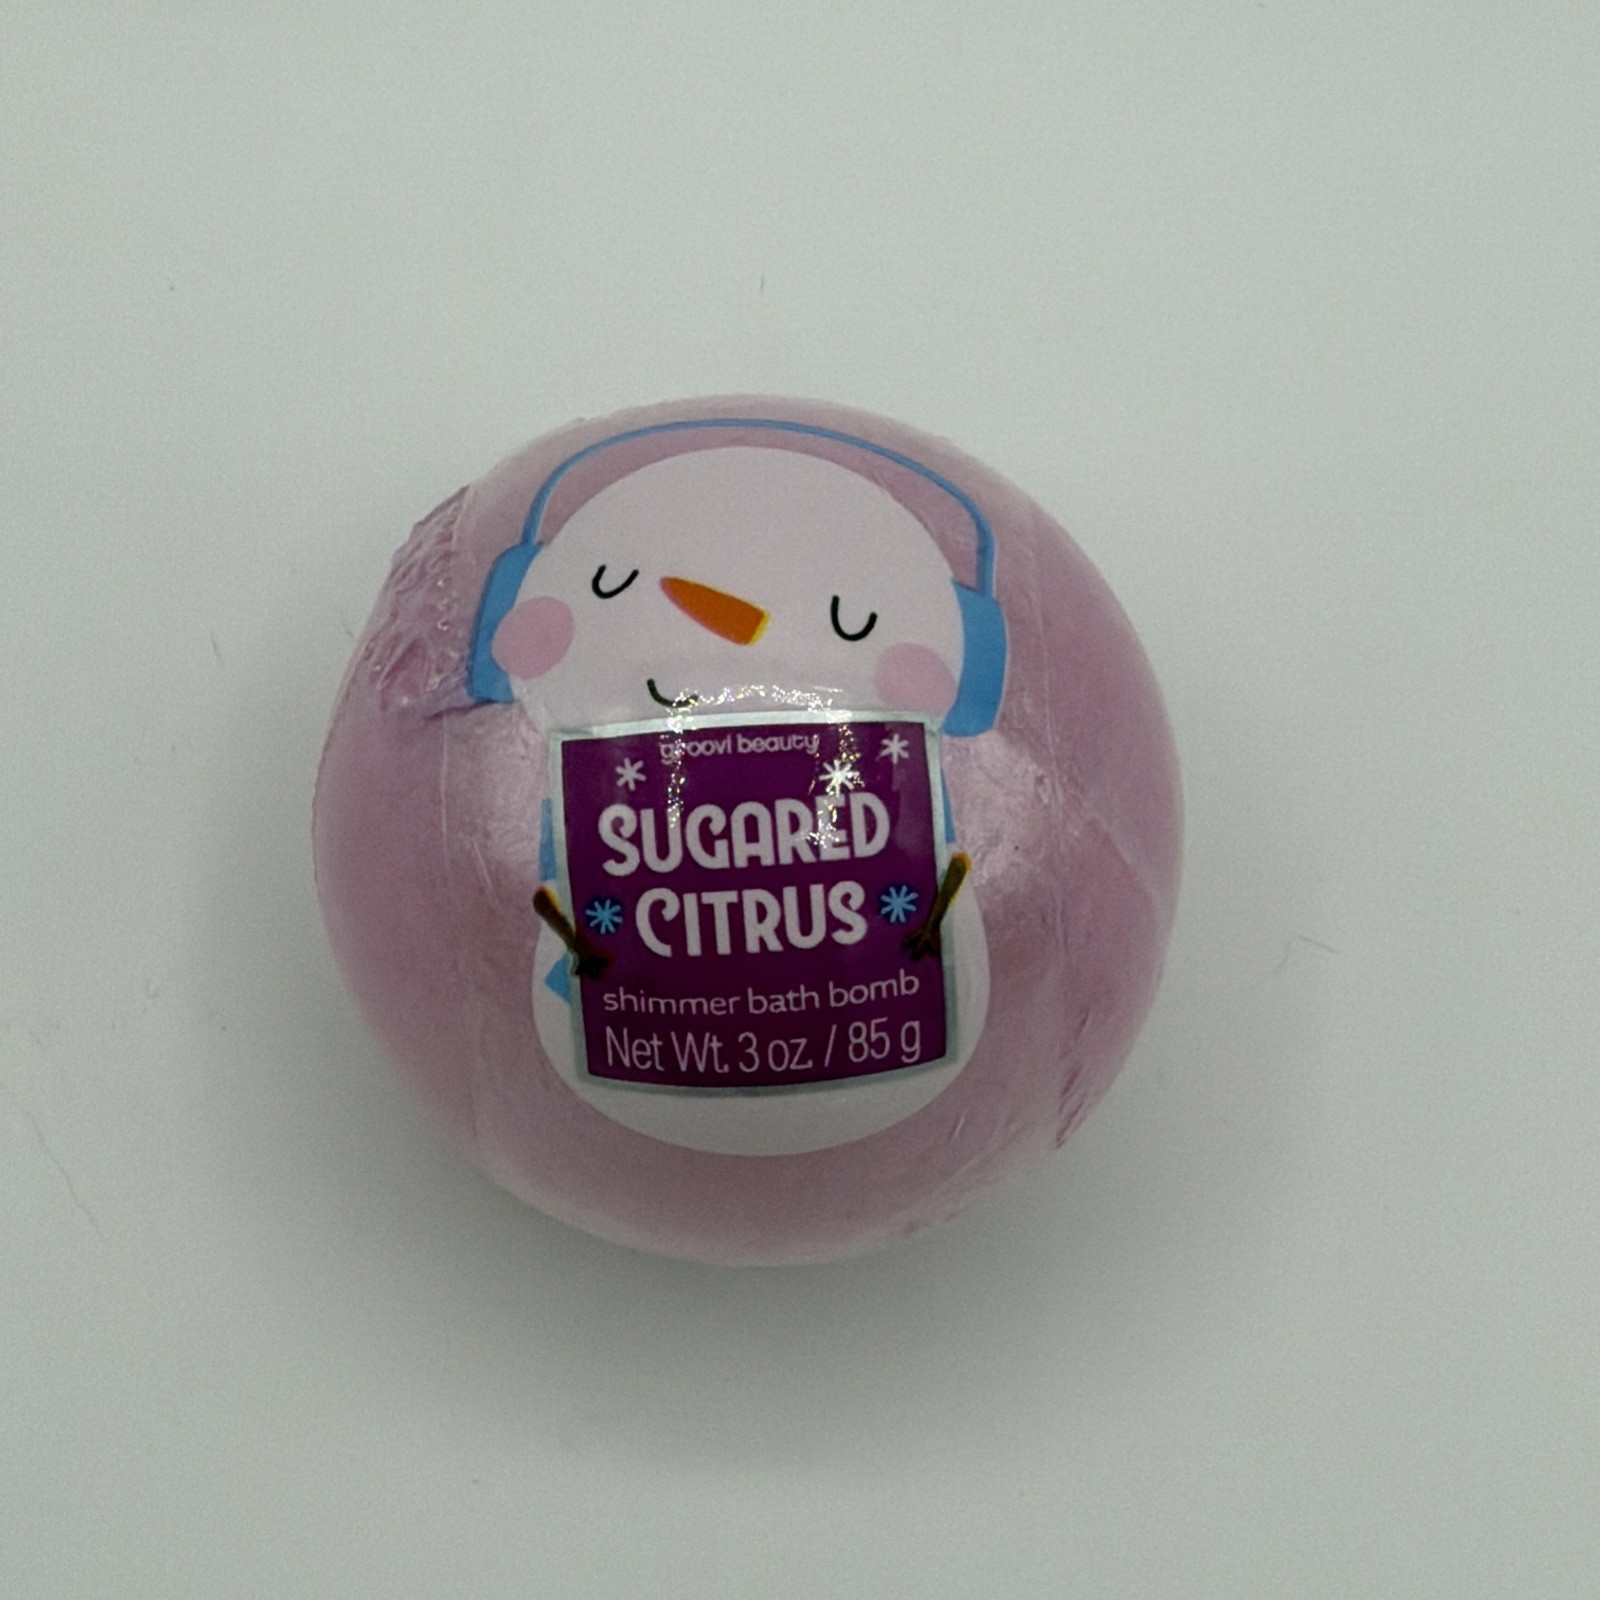 groovi beauty
SUGARED
CITRUS
shimmer bath bomb
Net Wt. 3 oz. / 85 g